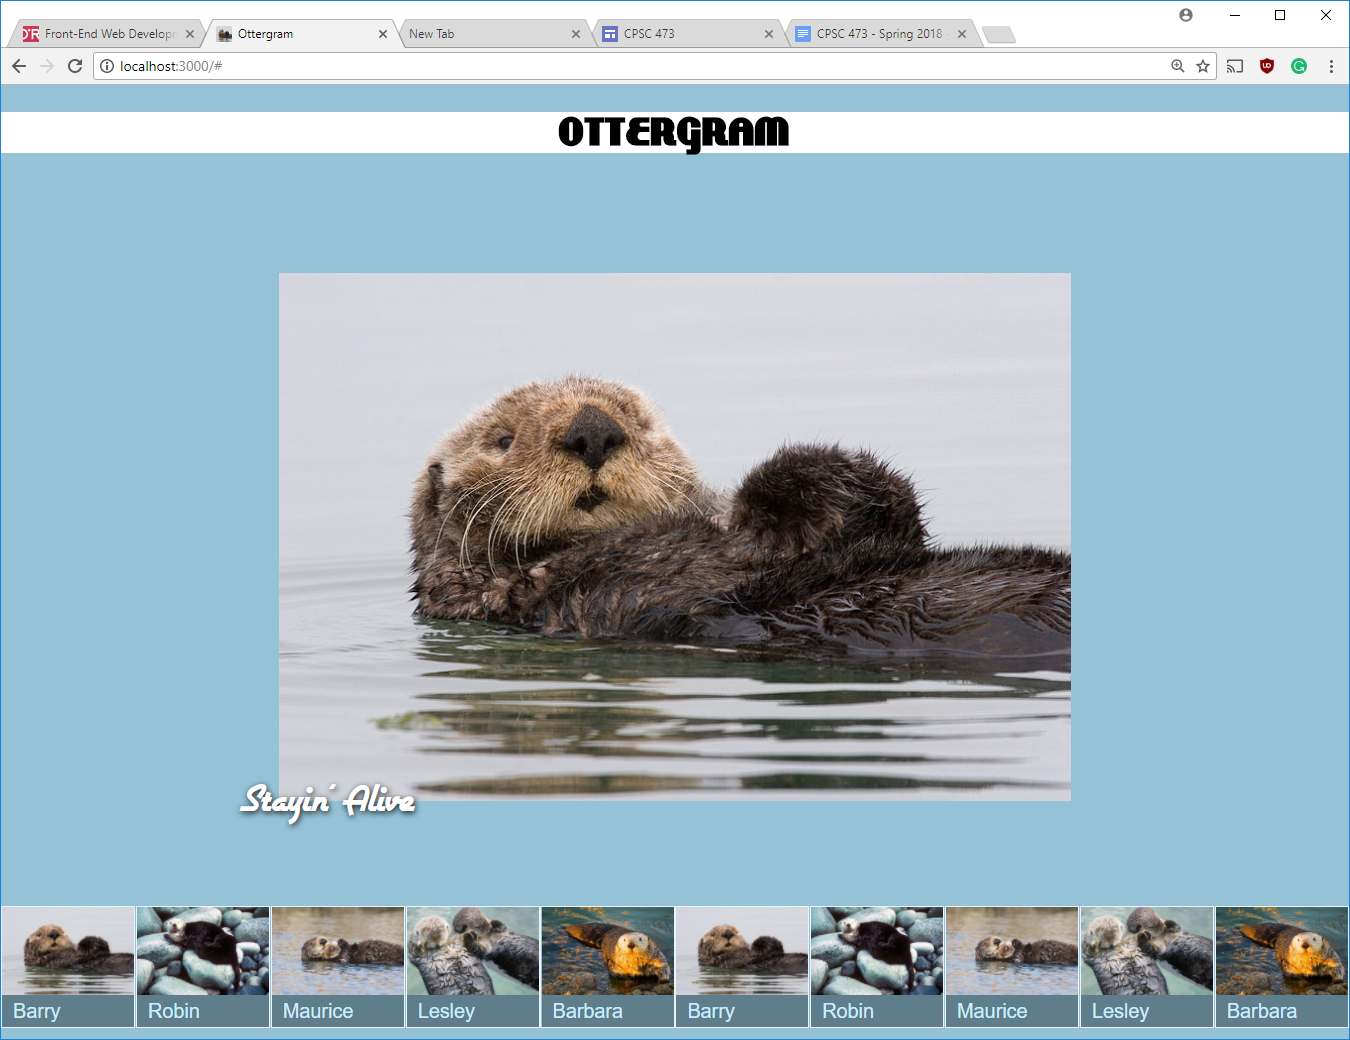 Front-End Web Develop
Ottergram
New Tab
CPSC 473
CPSC 473 - Spring 2018 -
localhost:3000/#
OTTERGRAM
Stayin' Alive
Barry
Robin
Maurice
Lesley
Barbara
Barry
Robin
Maurice
Lesley
Barbara